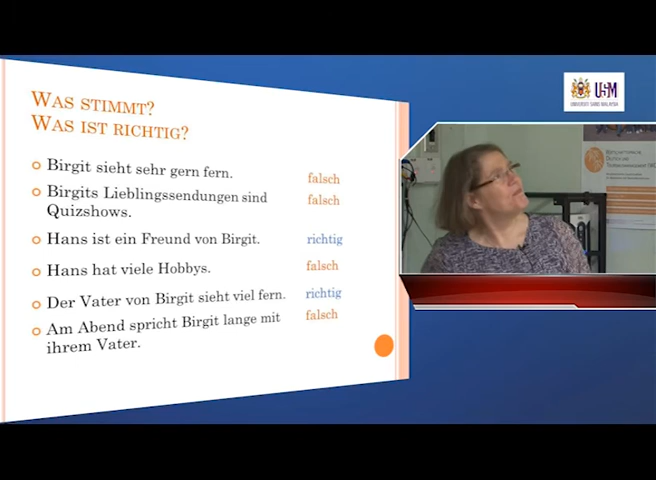 WAS STIMMT?
WAS IST RICHTIG?
Birgit sieht sehr gern fern. falsch
Birgits Lieblingssendungen sind falsch
Quizshows.
Hans ist ein Freund von Birgit. richtig
Hans hat viele Hobbys. falsch
Der Vater von Birgit sieht viel fern. richtig
Am Abend spricht Birgit lange mit falsch
ihrem Vater.
USM
UNIVERSITI SAINS MALAYSIA